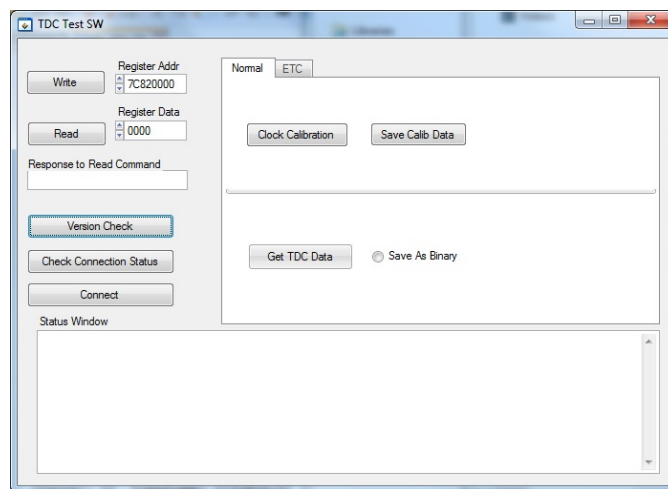 TDC Test SW
Write
Register Addr
7C820000
Read
Register Data
0000
Response to Read Command
Version Check
Check Connection Status
Connect
Normal
ETC
Clock Calibration
Save Calib Data
Get TDC Data
Save As Binary
Status Window